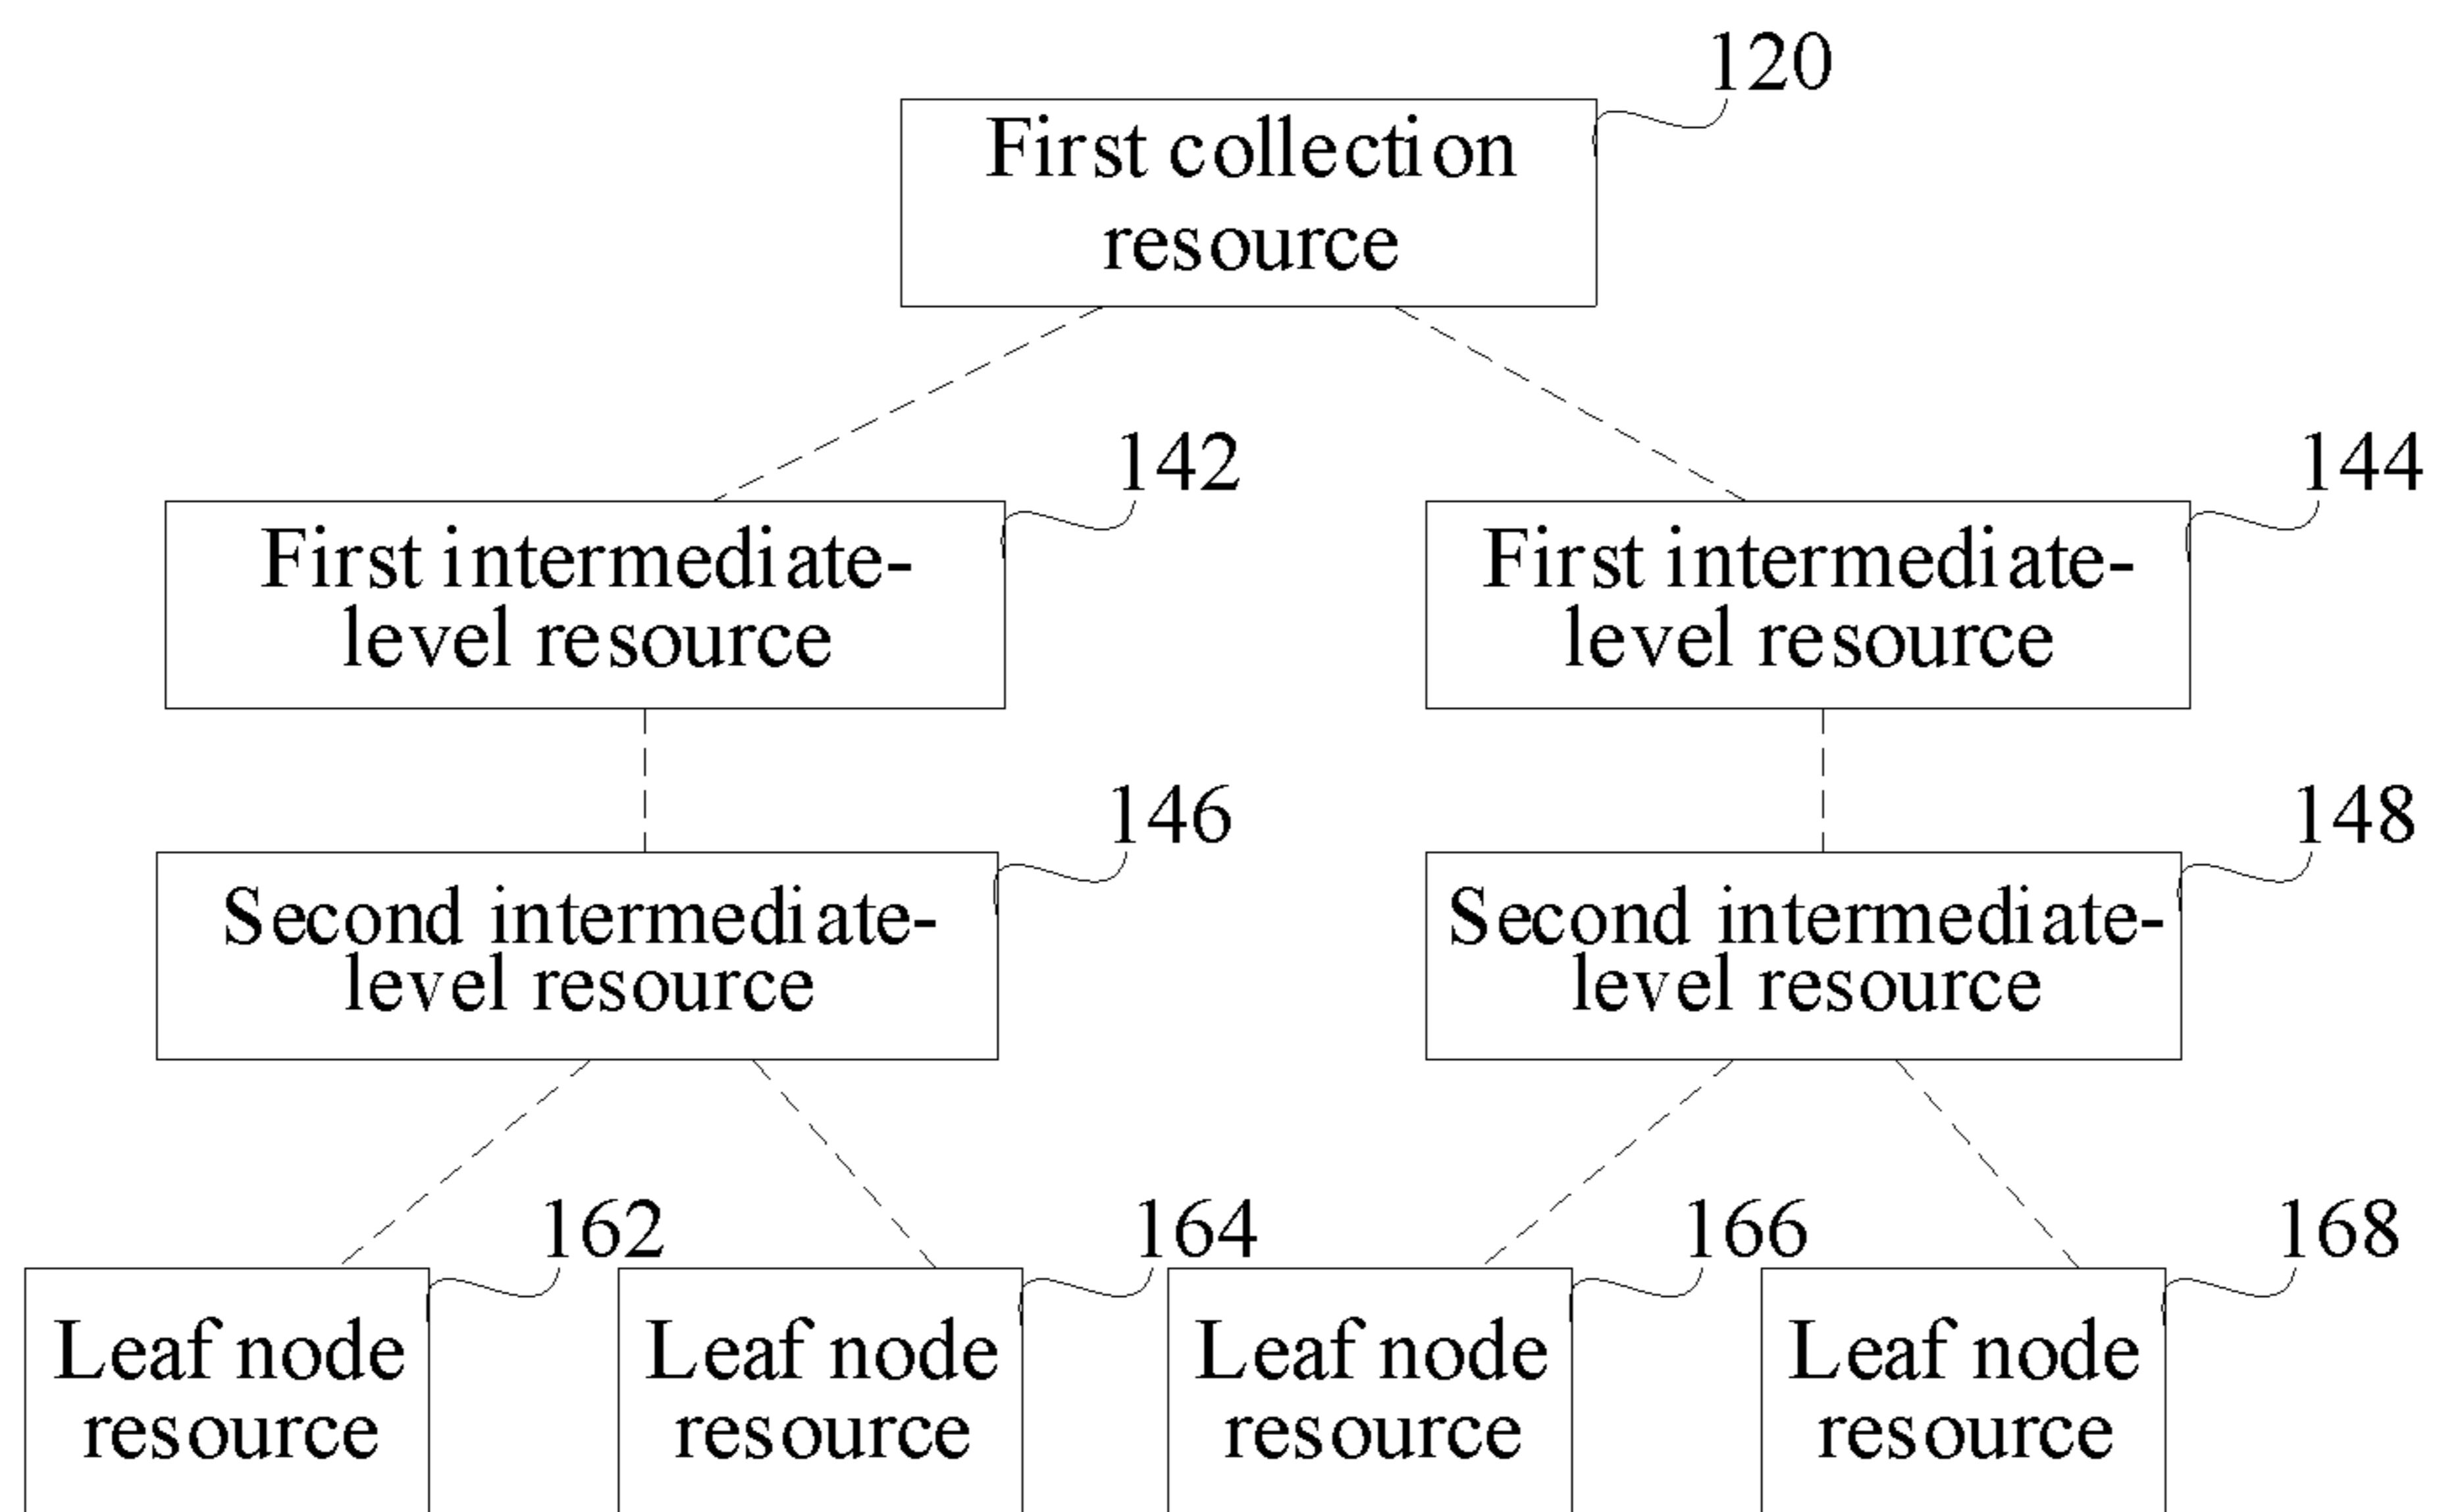 120
First collection
resource
142
144
First intermediate-
level resource
First intermediate-
level resource
146
148
Second intermediate-
level resource
Second intermediate-
level resource
162
164
166
168
Leaf node
resource
Leaf node
resource
Leaf node
resource
Leaf node
resource